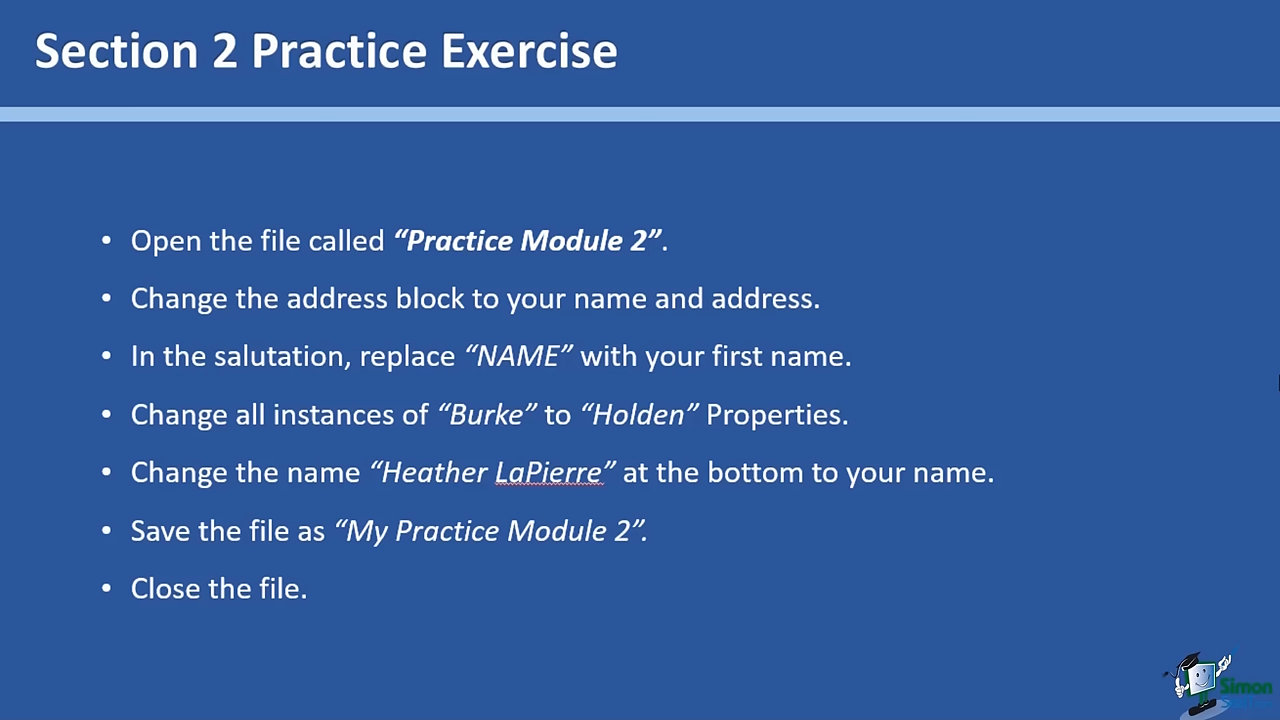 Section 2 Practice Exercise
• Open the file called “Practice Module 2”.
• Change the address block to your name and address.
• In the salutation, replace “NAME” with your first name.
• Change all instances of “Burke” to “Holden” Properties.
• Change the name “Heather LaPierre” at the bottom to your name.
• Save the file as “My Practice Module 2”.
• Close the file.
Simon